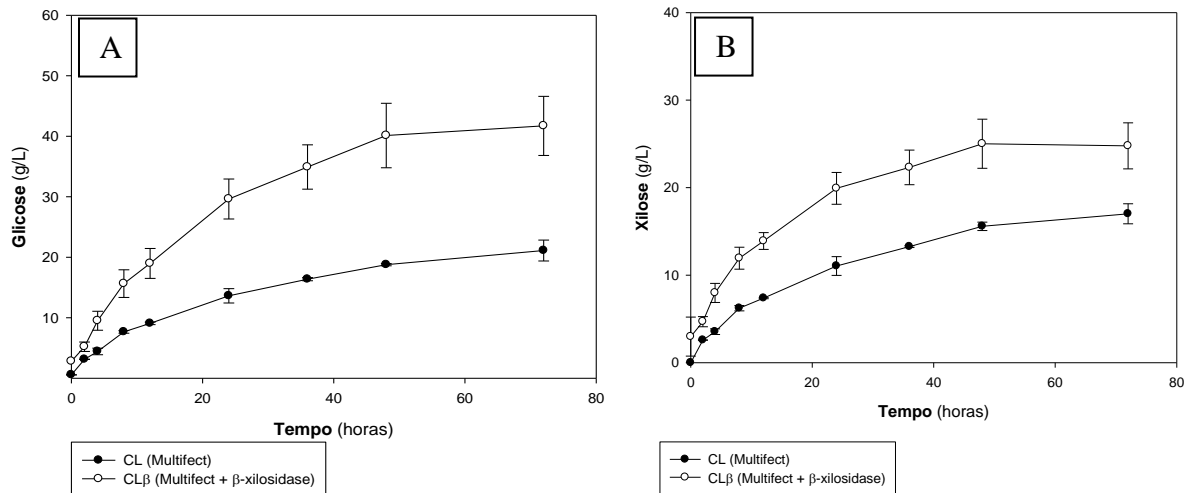 A
60
50
40
30
20
10
Glicose (g/L)
0 20 40 60 80
Tempo (horas)
CL (Multifect)
CLβ (Multifect + β-xilosidase)
B
40
30
20
10
0
Xilose (g/L)
0 20 40 60 80
Tempo (horas)
CL (Multifect)
CLβ (Multifect + β-xilosidase)